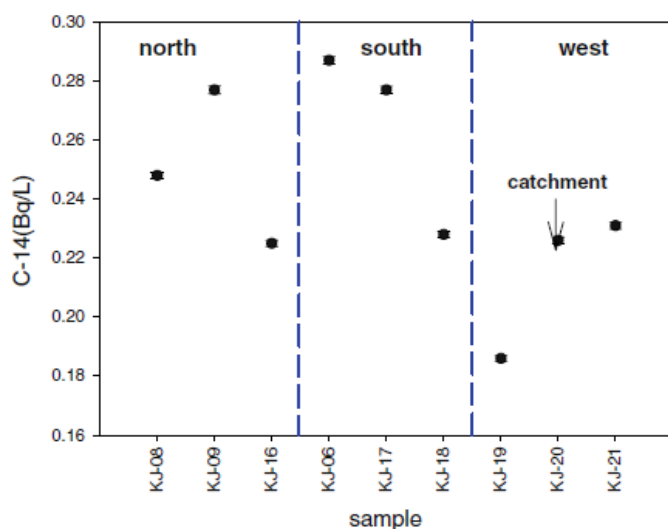 north south west
catchment
C-14(Bq/L)
0.30
0.28
0.26
0.24
0.22
0.20
0.18
0.16
KJ-08 KJ-09 KJ-16 KJ-06 KJ-17 KJ-18 KJ-19 KJ-20 KJ-21
sample